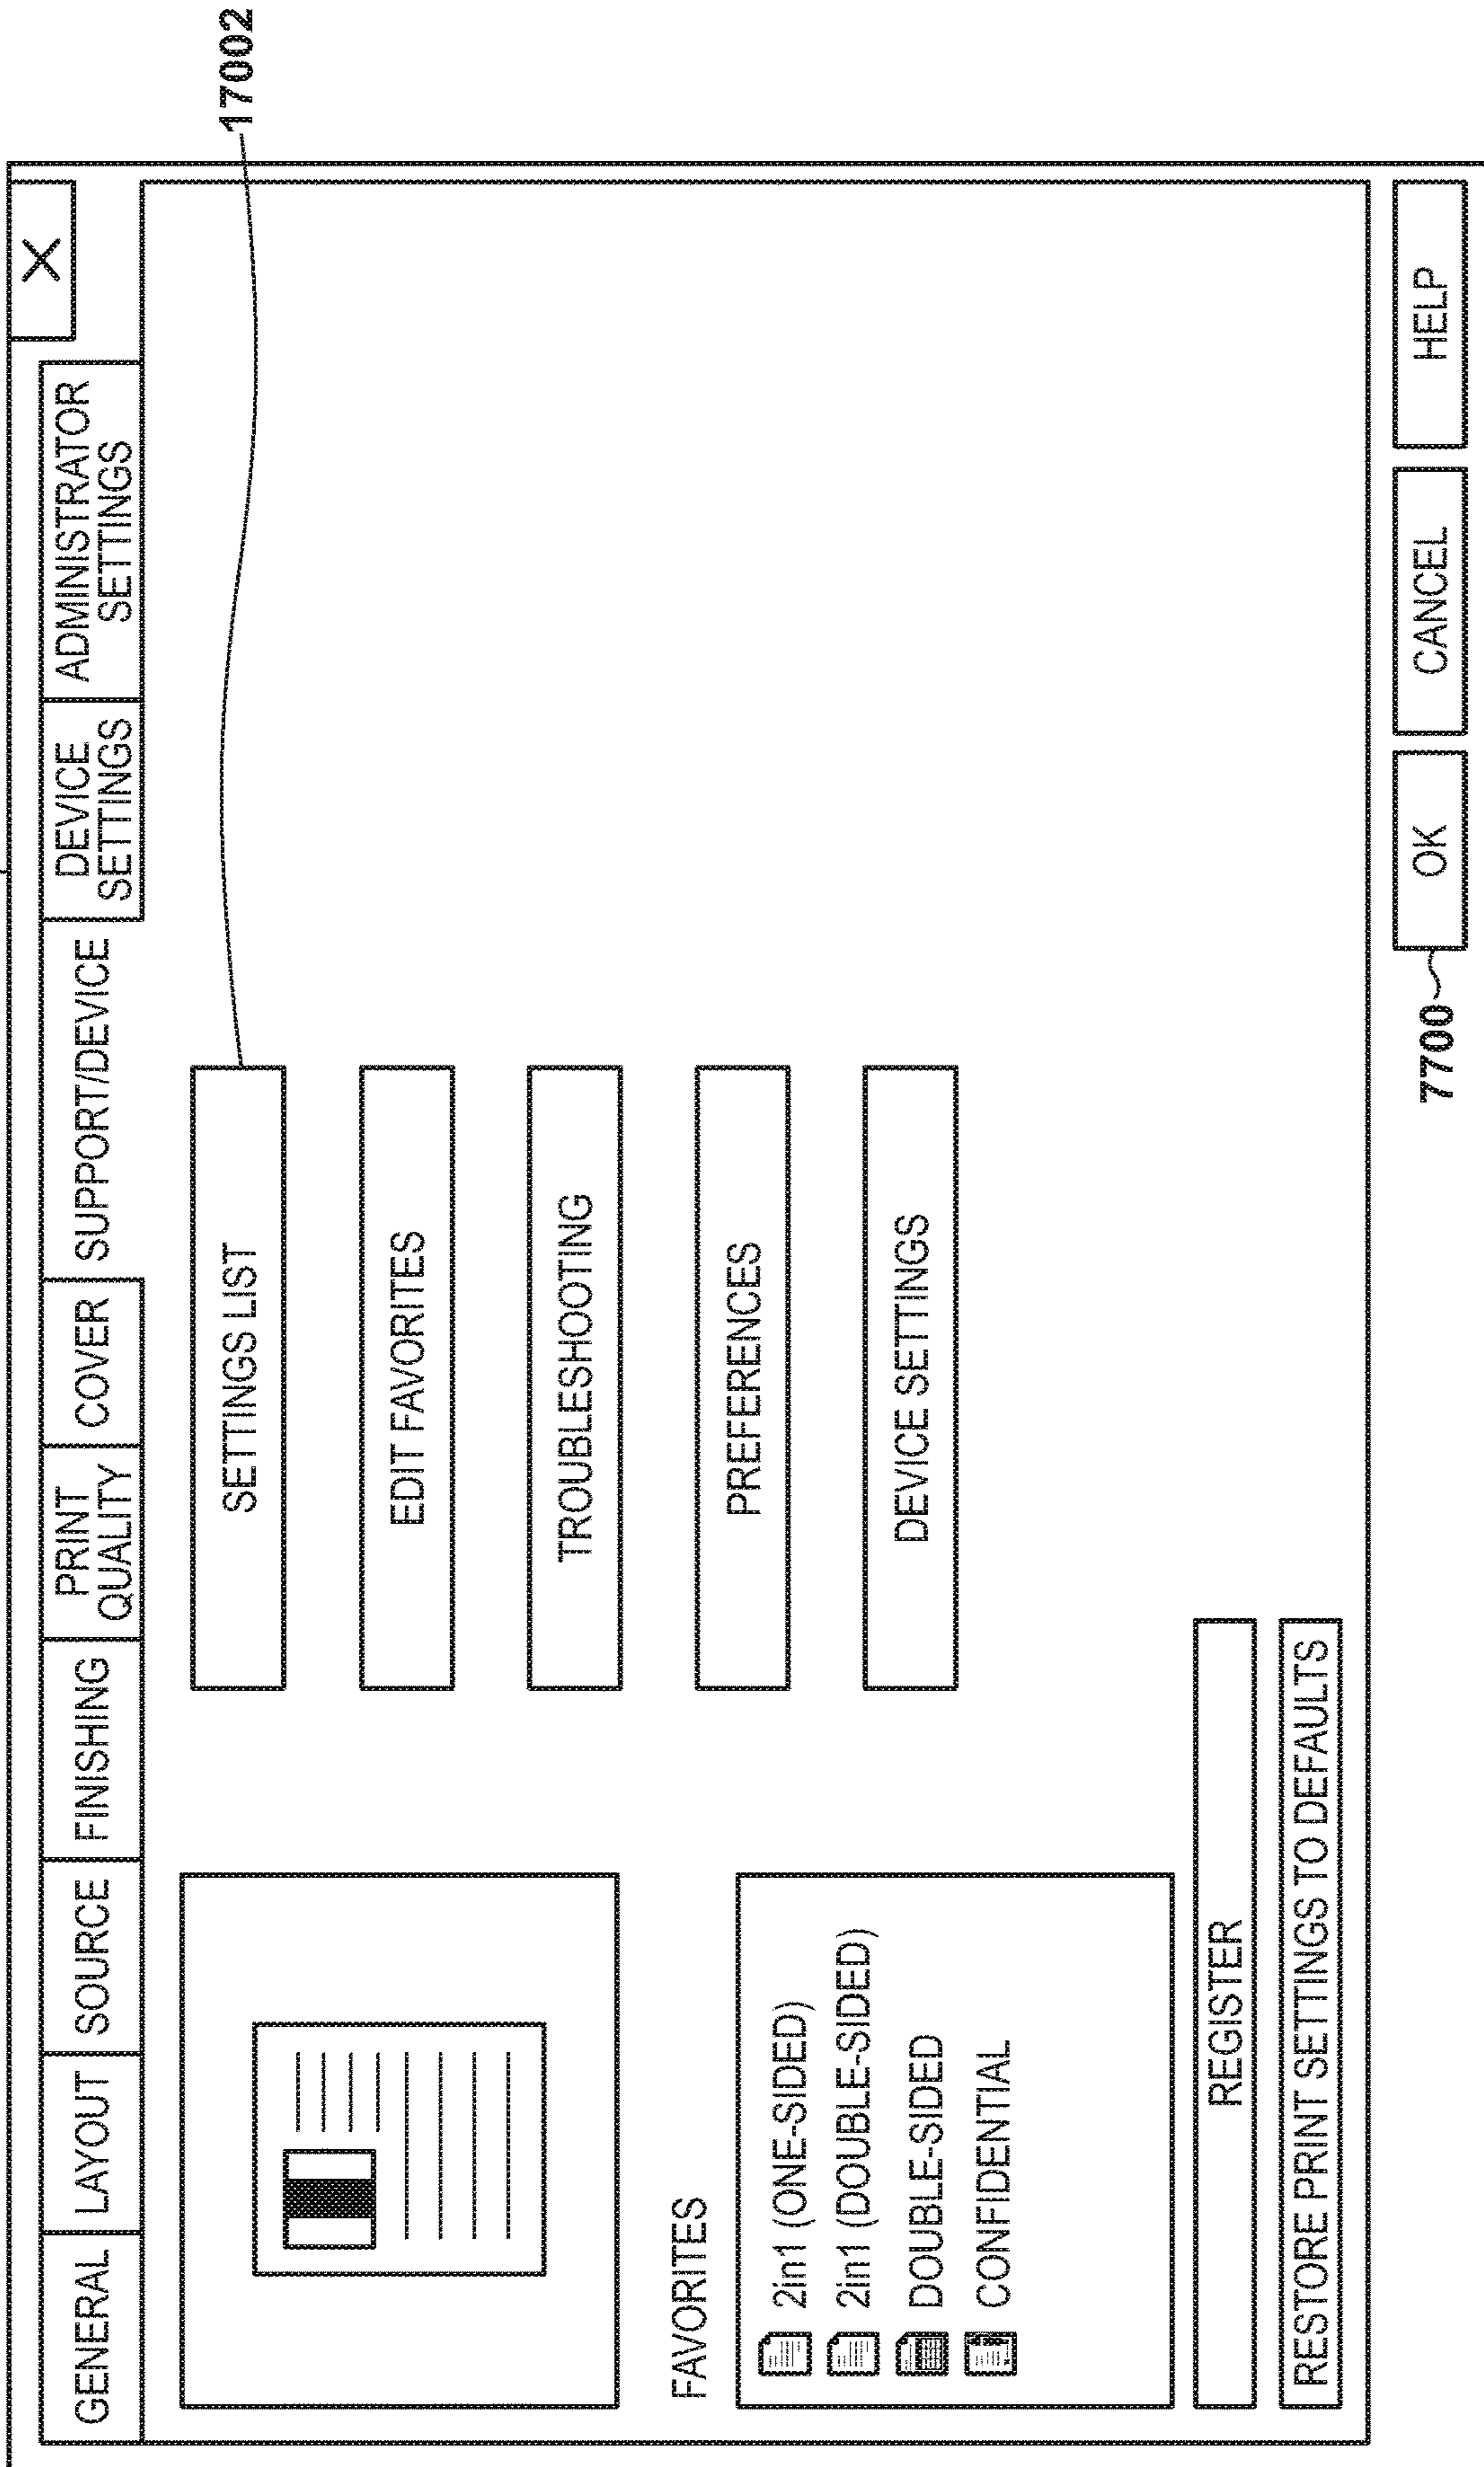 X
GENERAL
LAYOUT
SOURCE
FINISHING
PRINT
QUALITY
COVER
SUPPORT/DEVICE
DEVICE
SETTINGS
ADMINISTRATOR
SETTINGS
17002
SETTINGS LIST
EDIT FAVORITES
TROUBLESHOOTING
PREFERENCES
DEVICE SETTINGS
FAVORITES
2in1 (ONE-SIDED)
2in1 (DOUBLE-SIDED)
DOUBLE-SIDED
CONFIDENTIAL
REGISTER
RESTORE PRINT SETTINGS TO DEFAULTS
7700
OK
CANCEL
HELP